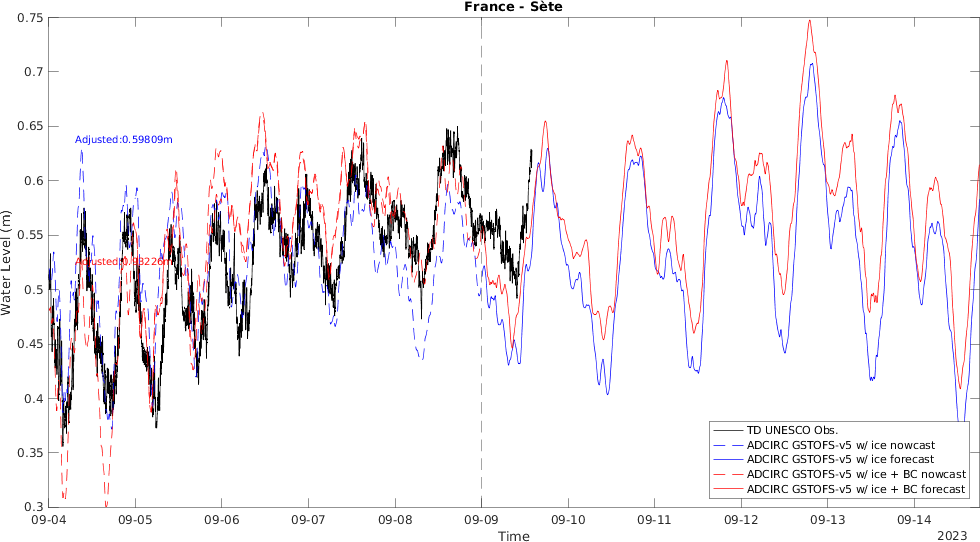 France - Sète
0.75
0.7
0.65
0.6
0.55
0.5
0.45
0.4
0.35
0.3
Water Level (m)
Adjusted:0.59809m
TD UNESCO Obs.
ADCIRC GSTOFS-v5 w/ ice nowcast
ADCIRC GSTOFS-v5 w/ ice forecast
ADCIRC GSTOFS-v5 w/ ice + BC nowcast
ADCIRC GSTOFS-v5 w/ ice + BC forecast
09-04 09-05 09-06 09-07 09-08 09-09 09-10 09-11 09-12 09-13 09-14
Time
2023